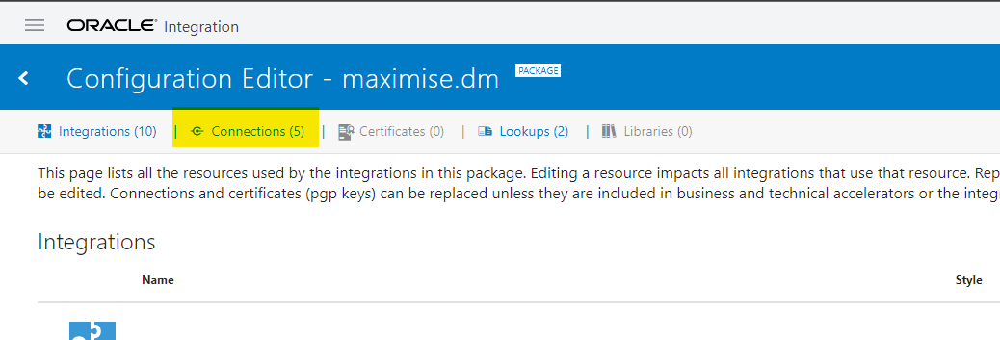 ORACLE Integration
Configuration Editor - maximise.dm PACKAGE
Integrations (10) | Connections (5) | Certificates (0) | Lookups (2) | Libraries (0)
This page lists all the resources used by the integrations in this package. Editing a resource impacts all integrations that use that resource.
be edited. Connections and certificates (pgp keys) can be replaced unless they are included in business and technical accelerators or the
Integrations
Name Style